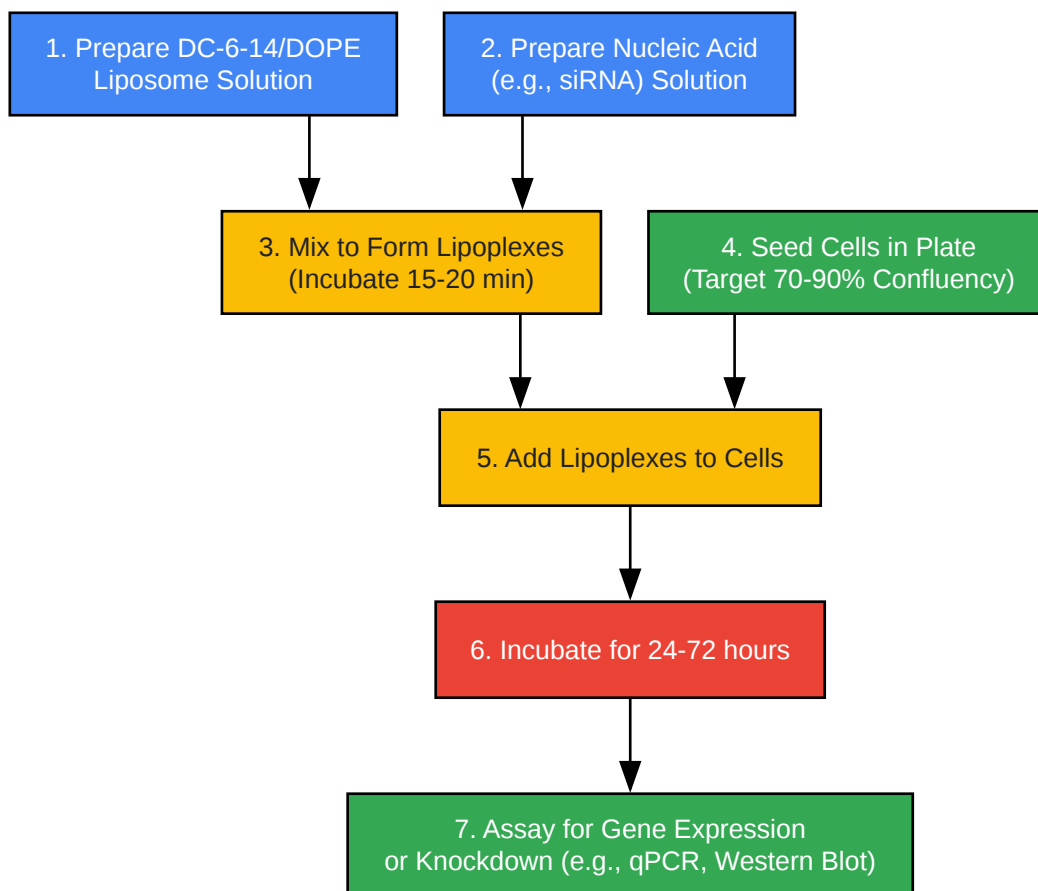 1. Prepare DC-6-14/DOPE
Liposome Solution
2. Prepare Nucleic Acid
(e.g., siRNA) Solution
3. Mix to Form Lipoplexes
(Incubate 15-20 min)
4. Seed Cells in Plate
(Target 70-90% Confluency)
5. Add Lipoplexes to Cells
6. Incubate for 24-72 hours
7. Assay for Gene Expression
or Knockdown (e.g., qPCR, Western Blot)